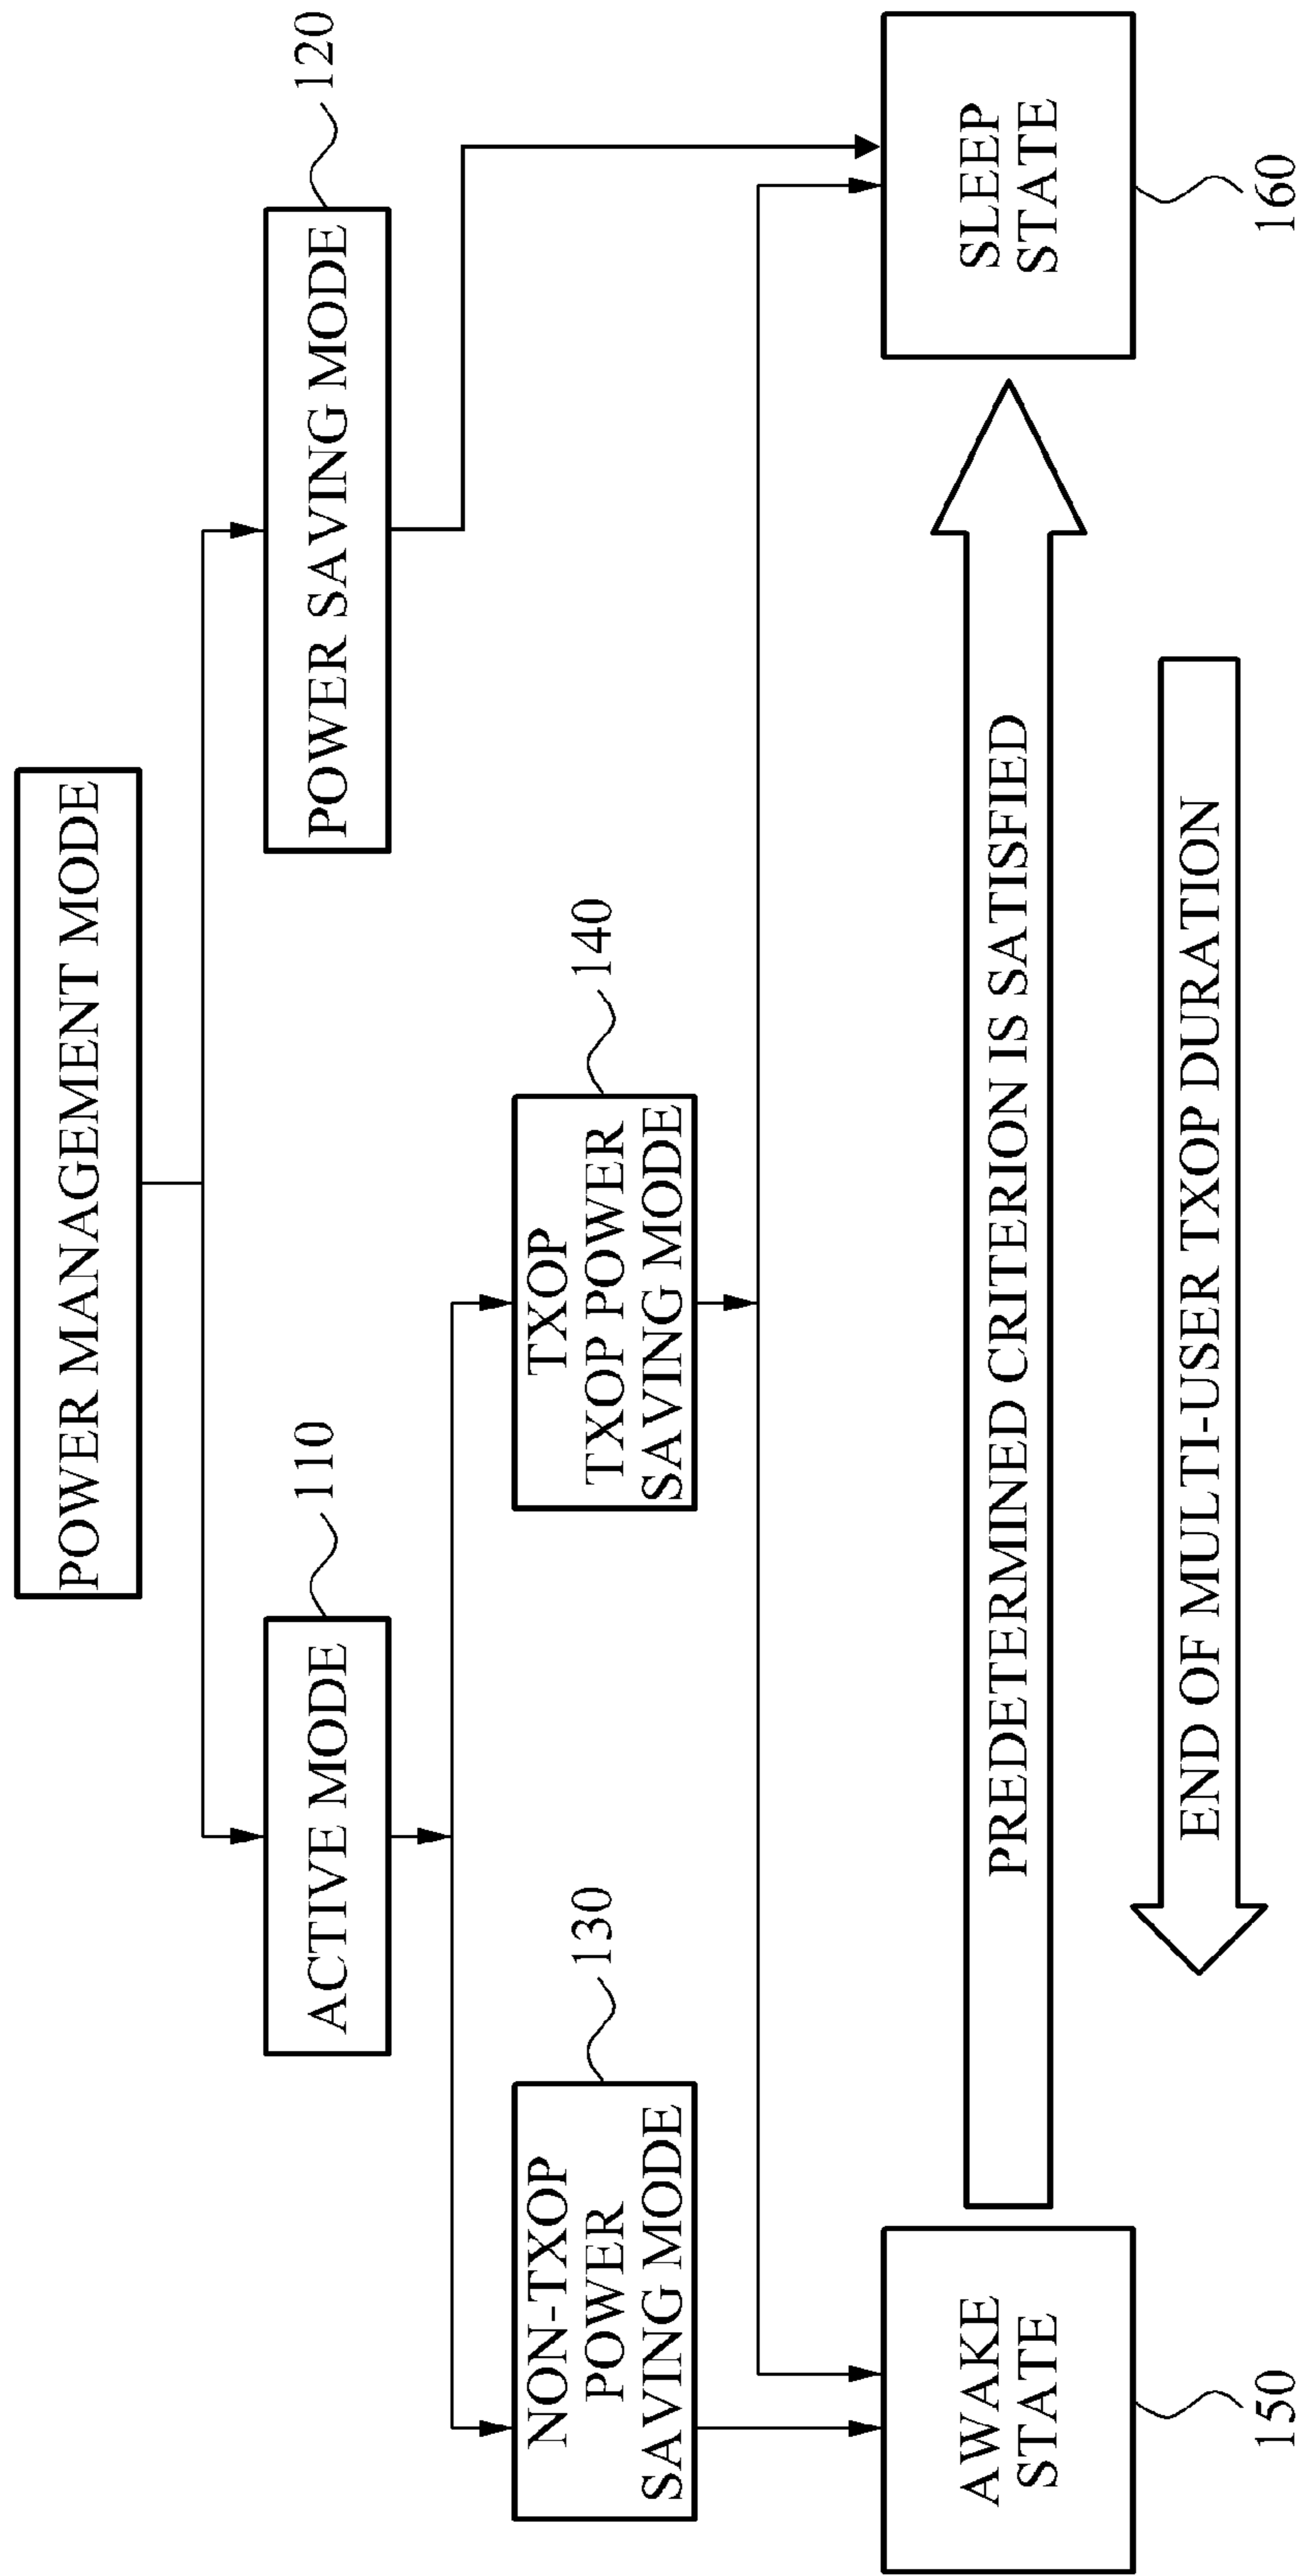 POWER MANAGEMENT MODE
ACTIVE MODE
110
POWER SAVING MODE
120
NON-TXOP
POWER
SAVING MODE
130
TXOP
TXOP POWER
SAVING MODE
140
AWAKE
STATE
150
PREDETERMINED CRITERION IS SATISFIED
END OF MULTI-USER TXOP DURATION
SLEEP
STATE
160